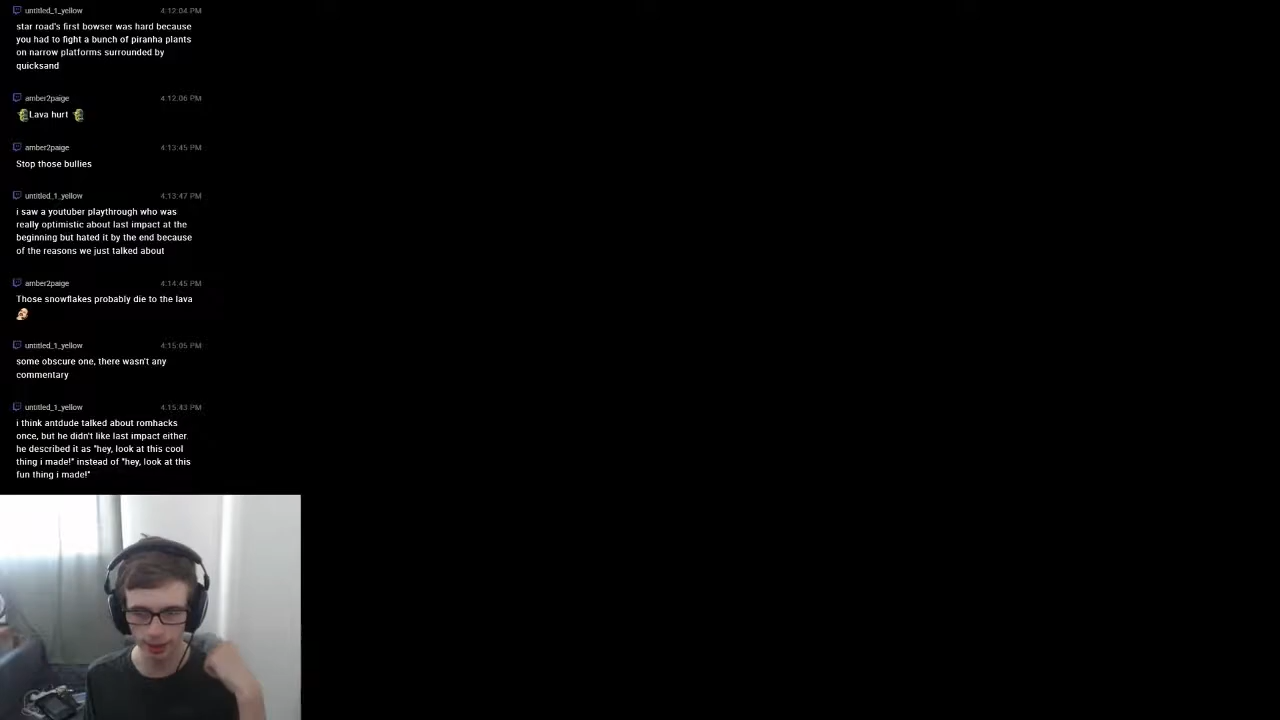 untitled_1_yellow 4:12:04 PM
star road's first bowser was hard because
you had to fight a bunch of piranha plants
on narrow platforms surrounded by
quicksand
amber2paige 4:12:06 PM
Lava hurt
amber2paige 4:13:45 PM
Stop those bullies
untitled_1_yellow 4:13:47 PM
i saw a youtuber playthrough who was
really optimistic about last impact at the
beginning but hated it by the end because
of the reasons we just talked about
amber2paige 4:14:45 PM
Those snowflakes probably die to the lava
untitled_1_yellow 4:15:05 PM
some obscure one, there wasn't any
commentary
untitled_1_yellow 4:15:43 PM
i think antdude talked about romhacks
once, but he didn't like last impact either.
he described it as "hey, look at this cool
thing i made!" instead of "hey, look at this
fun thing i made!"